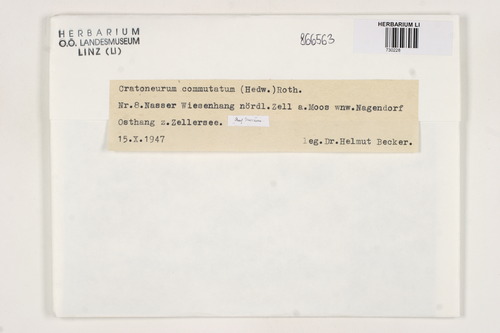 HERBARIUM
O.Ö. LANDESMUSEUM
LINZ (LI)
866563
HERBARIUM LI
730228
Cratoneurum commutatum (Hedw.)Roth.
Nr.8.Nasser Wiesenhang nördl.Zell a.Moos wnw.Nagendorf
Osthang z.Zellersee.
15.X.1947 leg.Dr.Helmut Becker.